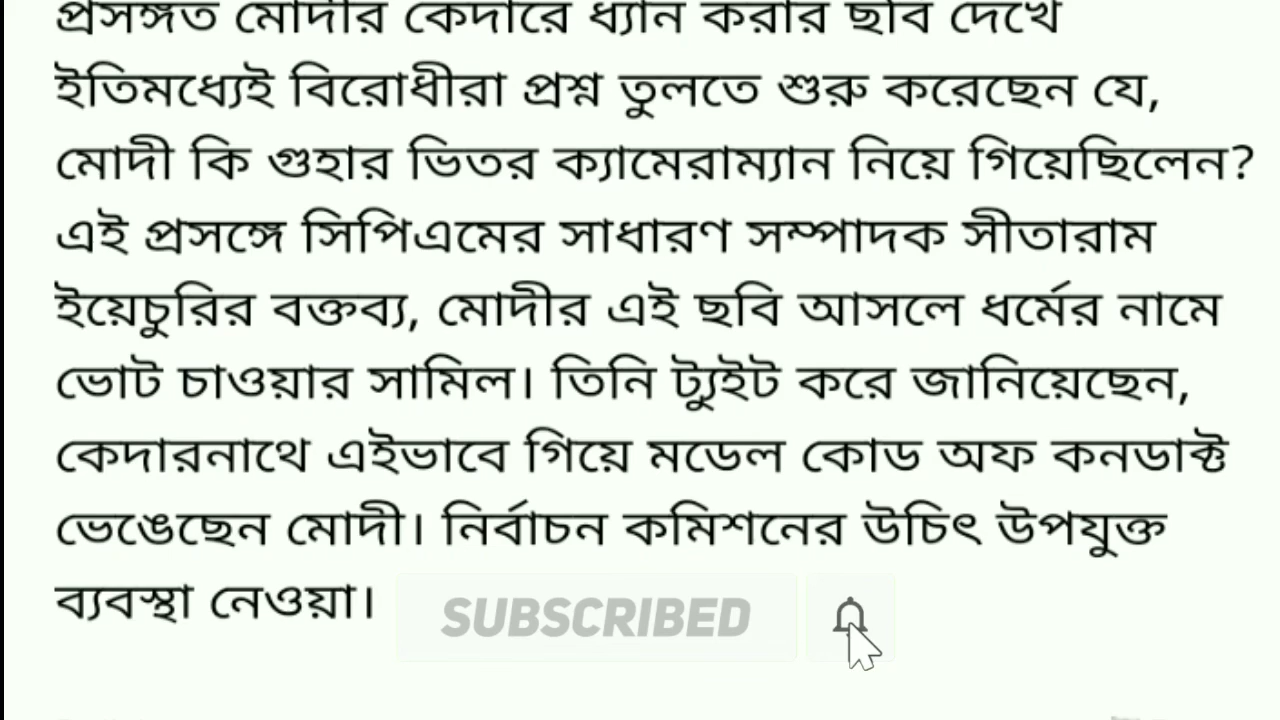 প্রসঙ্গত মোদীর কেদারে ধ্যান করার ছবি দেখে
ইতিমধ্যেই বিরোধীরা প্রশ্ন তুলতে শুরু করেছেন যে,
মোদী কি গুহার ভিতর ক্যামেরাম্যান নিয়ে গিয়েছিলেন?
এই প্রসঙ্গে সিপিএমের সাধারণ সম্পাদক সীতারাম
ইয়েচুরির বক্তব্য, মোদীর এই ছবি আসলে ধর্মের নামে
ভোট চাওয়ার সামিল। তিনি ট্যুইট করে জানিয়েছেন,
কেদারনাথে এইভাবে গিয়ে মডেল কোড অফ কনডাক্ট
ভেঙেছেন মোদী। নির্বাচন কমিশনের উচিৎ উপযুক্ত
ব্যবস্থা নেওয়া।
SUBSCRIBED